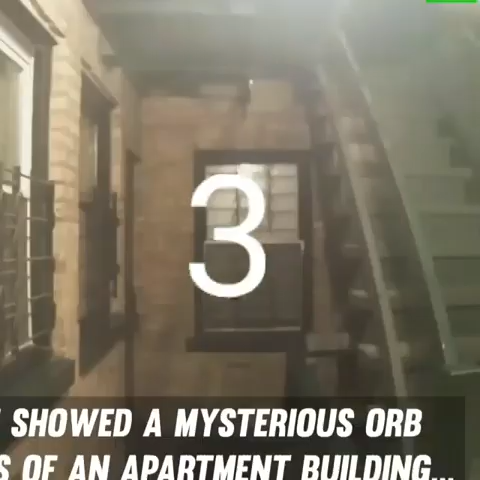 3
SHOWED A MYSTERIOUS ORB
OF AN APARTMENT BUILDING...